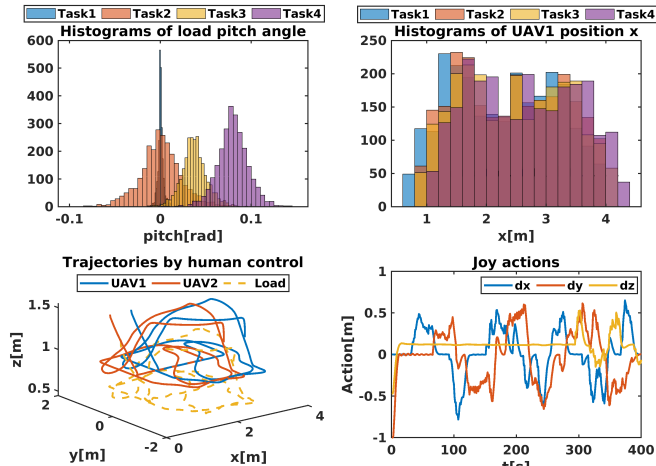 Task1 Task2 Task3 Task4
Histograms of load pitch angle
600
500
400
300
200
100
0
-0.1 0 0.1
pitch[rad]
Task1 Task2 Task3 Task4
Histograms of UAV1 position x
250
200
150
100
50
0
1 2 3 4
x[m]
Trajectories by human control
UAV1 UAV2 Load
z[m]
1.5
1
0.5
2
0
-2
y[m]
0
2
4
x[m]
Joy actions
dx dy dz
Action[m]
1
0.5
0
-0.5
-1
0 100 200 300 400
t[s]